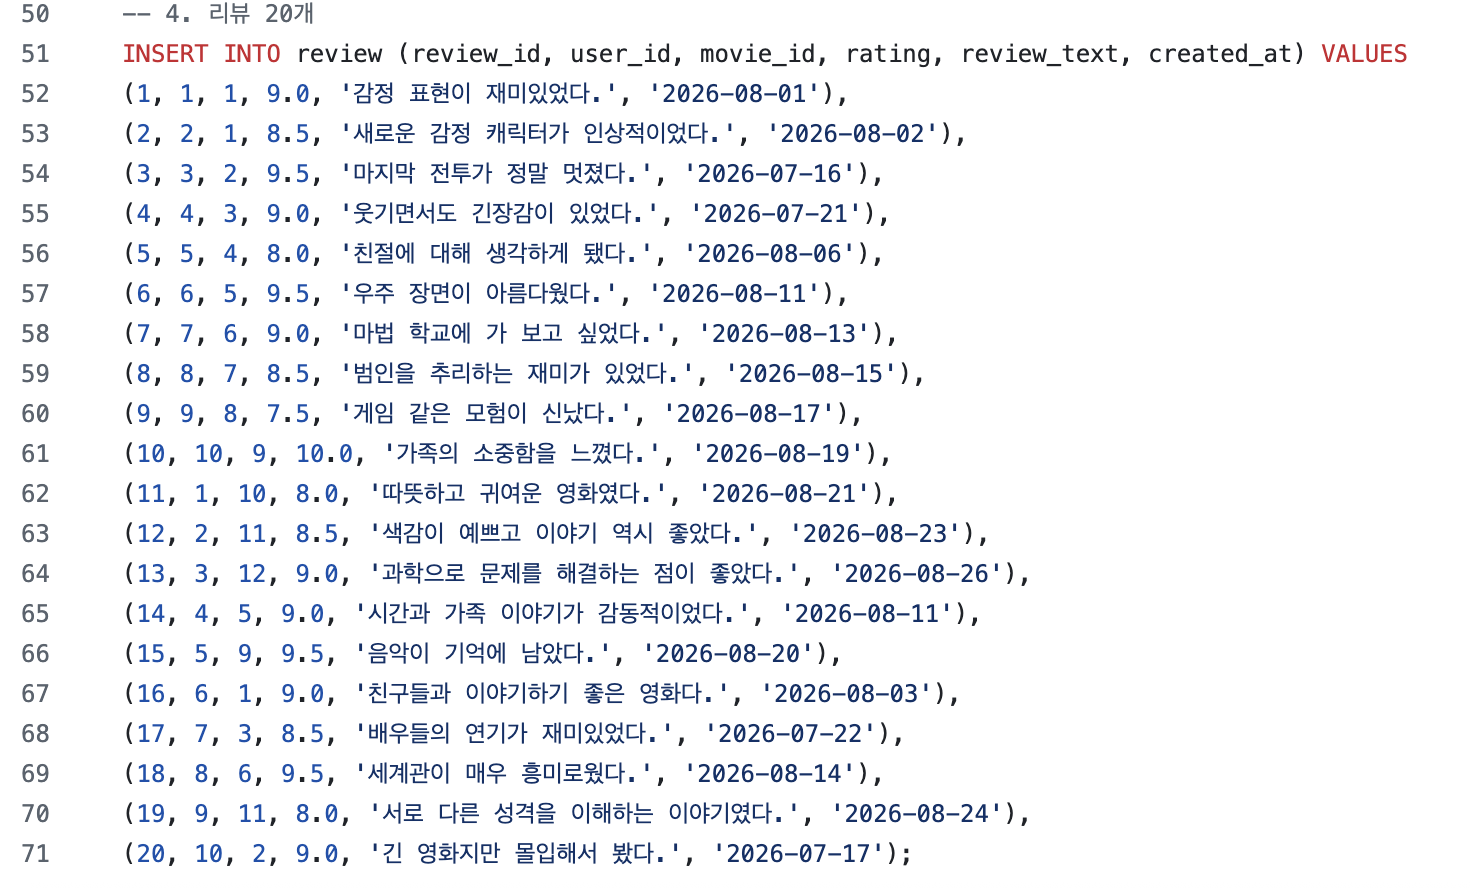 50 -- 4. 리뷰 20개
51 INSERT INTO review (review_id, user_id, movie_id, rating, review_text, created_at) VALUES
52 (1, 1, 1, 9.0, '감정 표현이 재미있었다.', '2026-08-01'),
53 (2, 2, 1, 8.5, '새로운 감정 캐릭터가 인상적이었다.', '2026-08-02'),
54 (3, 3, 2, 9.5, '마지막 전투가 정말 멋졌다.', '2026-07-16'),
55 (4, 4, 3, 9.0, '웃기면서도 긴장감이 있었다.', '2026-07-21'),
56 (5, 5, 4, 8.0, '친절에 대해 생각하게 됐다.', '2026-08-06'),
57 (6, 6, 5, 9.5, '우주 장면이 아름다웠다.', '2026-08-11'),
58 (7, 7, 6, 9.0, '마법 학교에 가 보고 싶었다.', '2026-08-13'),
59 (8, 8, 7, 8.5, '범인을 추리하는 재미가 있었다.', '2026-08-15'),
60 (9, 9, 8, 7.5, '게임 같은 모험이 신났다.', '2026-08-17'),
61 (10, 10, 9, 10.0, '가족의 소중함을 느꼈다.', '2026-08-19'),
62 (11, 1, 10, 8.0, '따뜻하고 귀여운 영화였다.', '2026-08-21'),
63 (12, 2, 11, 8.5, '색감이 예쁘고 이야기 역시 좋았다.', '2026-08-23'),
64 (13, 3, 12, 9.0, '과학으로 문제를 해결하는 점이 좋았다.', '2026-08-26'),
65 (14, 4, 5, 9.0, '시간과 가족 이야기가 감동적이었다.', '2026-08-11'),
66 (15, 5, 9, 9.5, '음악이 기억에 남았다.', '2026-08-20'),
67 (16, 6, 1, 9.0, '친구들과 이야기하기 좋은 영화다.', '2026-08-03'),
68 (17, 7, 3, 8.5, '배우들의 연기가 재미있었다.', '2026-07-22'),
69 (18, 8, 6, 9.5, '세계관이 매우 흥미로웠다.', '2026-08-14'),
70 (19, 9, 11, 8.0, '서로 다른 성격을 이해하는 이야기였다.', '2026-08-24'),
71 (20, 10, 2, 9.0, '긴 영화지만 몰입해서 봤다.', '2026-07-17');